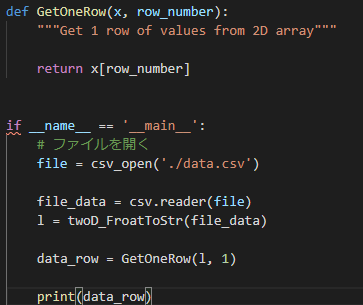 def GetOneRow(x, row_number):
    """Get 1 row of values from 2D array"""
    return x[row_number]
if __name__ == '__main__':
    # ファイルを開く
    file = csv_open('./data.csv')
    file_data = csv.reader(file)
    l = twoD_FroatToStr(file_data)
    data_row = GetOneRow(l, 1)
    print(data_row)